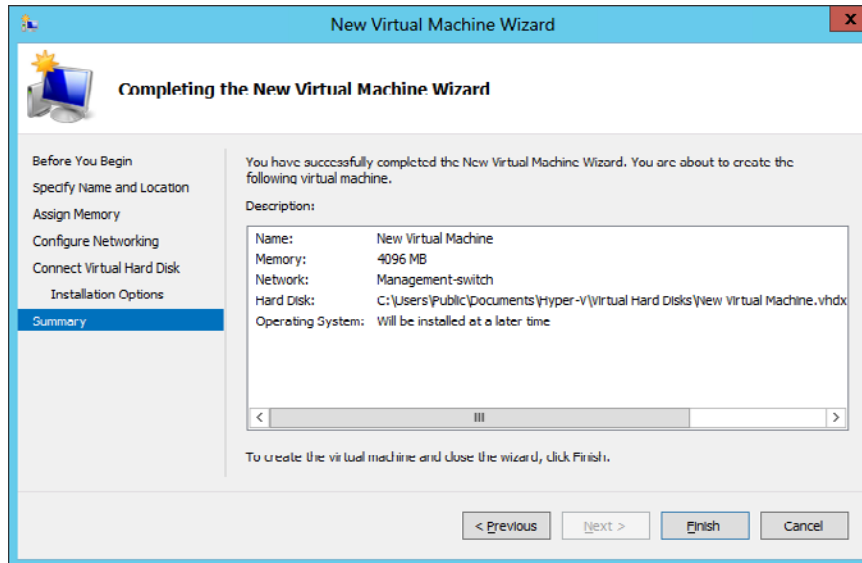 New Virtual Machine Wizard
x
Completing the New Virtual Machine Wizard
Before You Begin
Specify Name and Location
Assign Memory
Configure Networking
Connect Virtual Hard Disk
Installation Options
Summary
You have successfully completed the New Virtual Machine Wizard. You are about to create the
following virtual machine.
Description:
Name: New Virtual Machine
Memory: 4096 MB
Network: Management-switch
Hard Disk: C:\Users\Public\Documents\Hyper-V\Virtual Hard Disks\New Virtual Machine.vhdx
Operating System: Will be installed at a later time
To create the virtual machine and close the wizard, click Finish.
< Previous Next > Finish Cancel